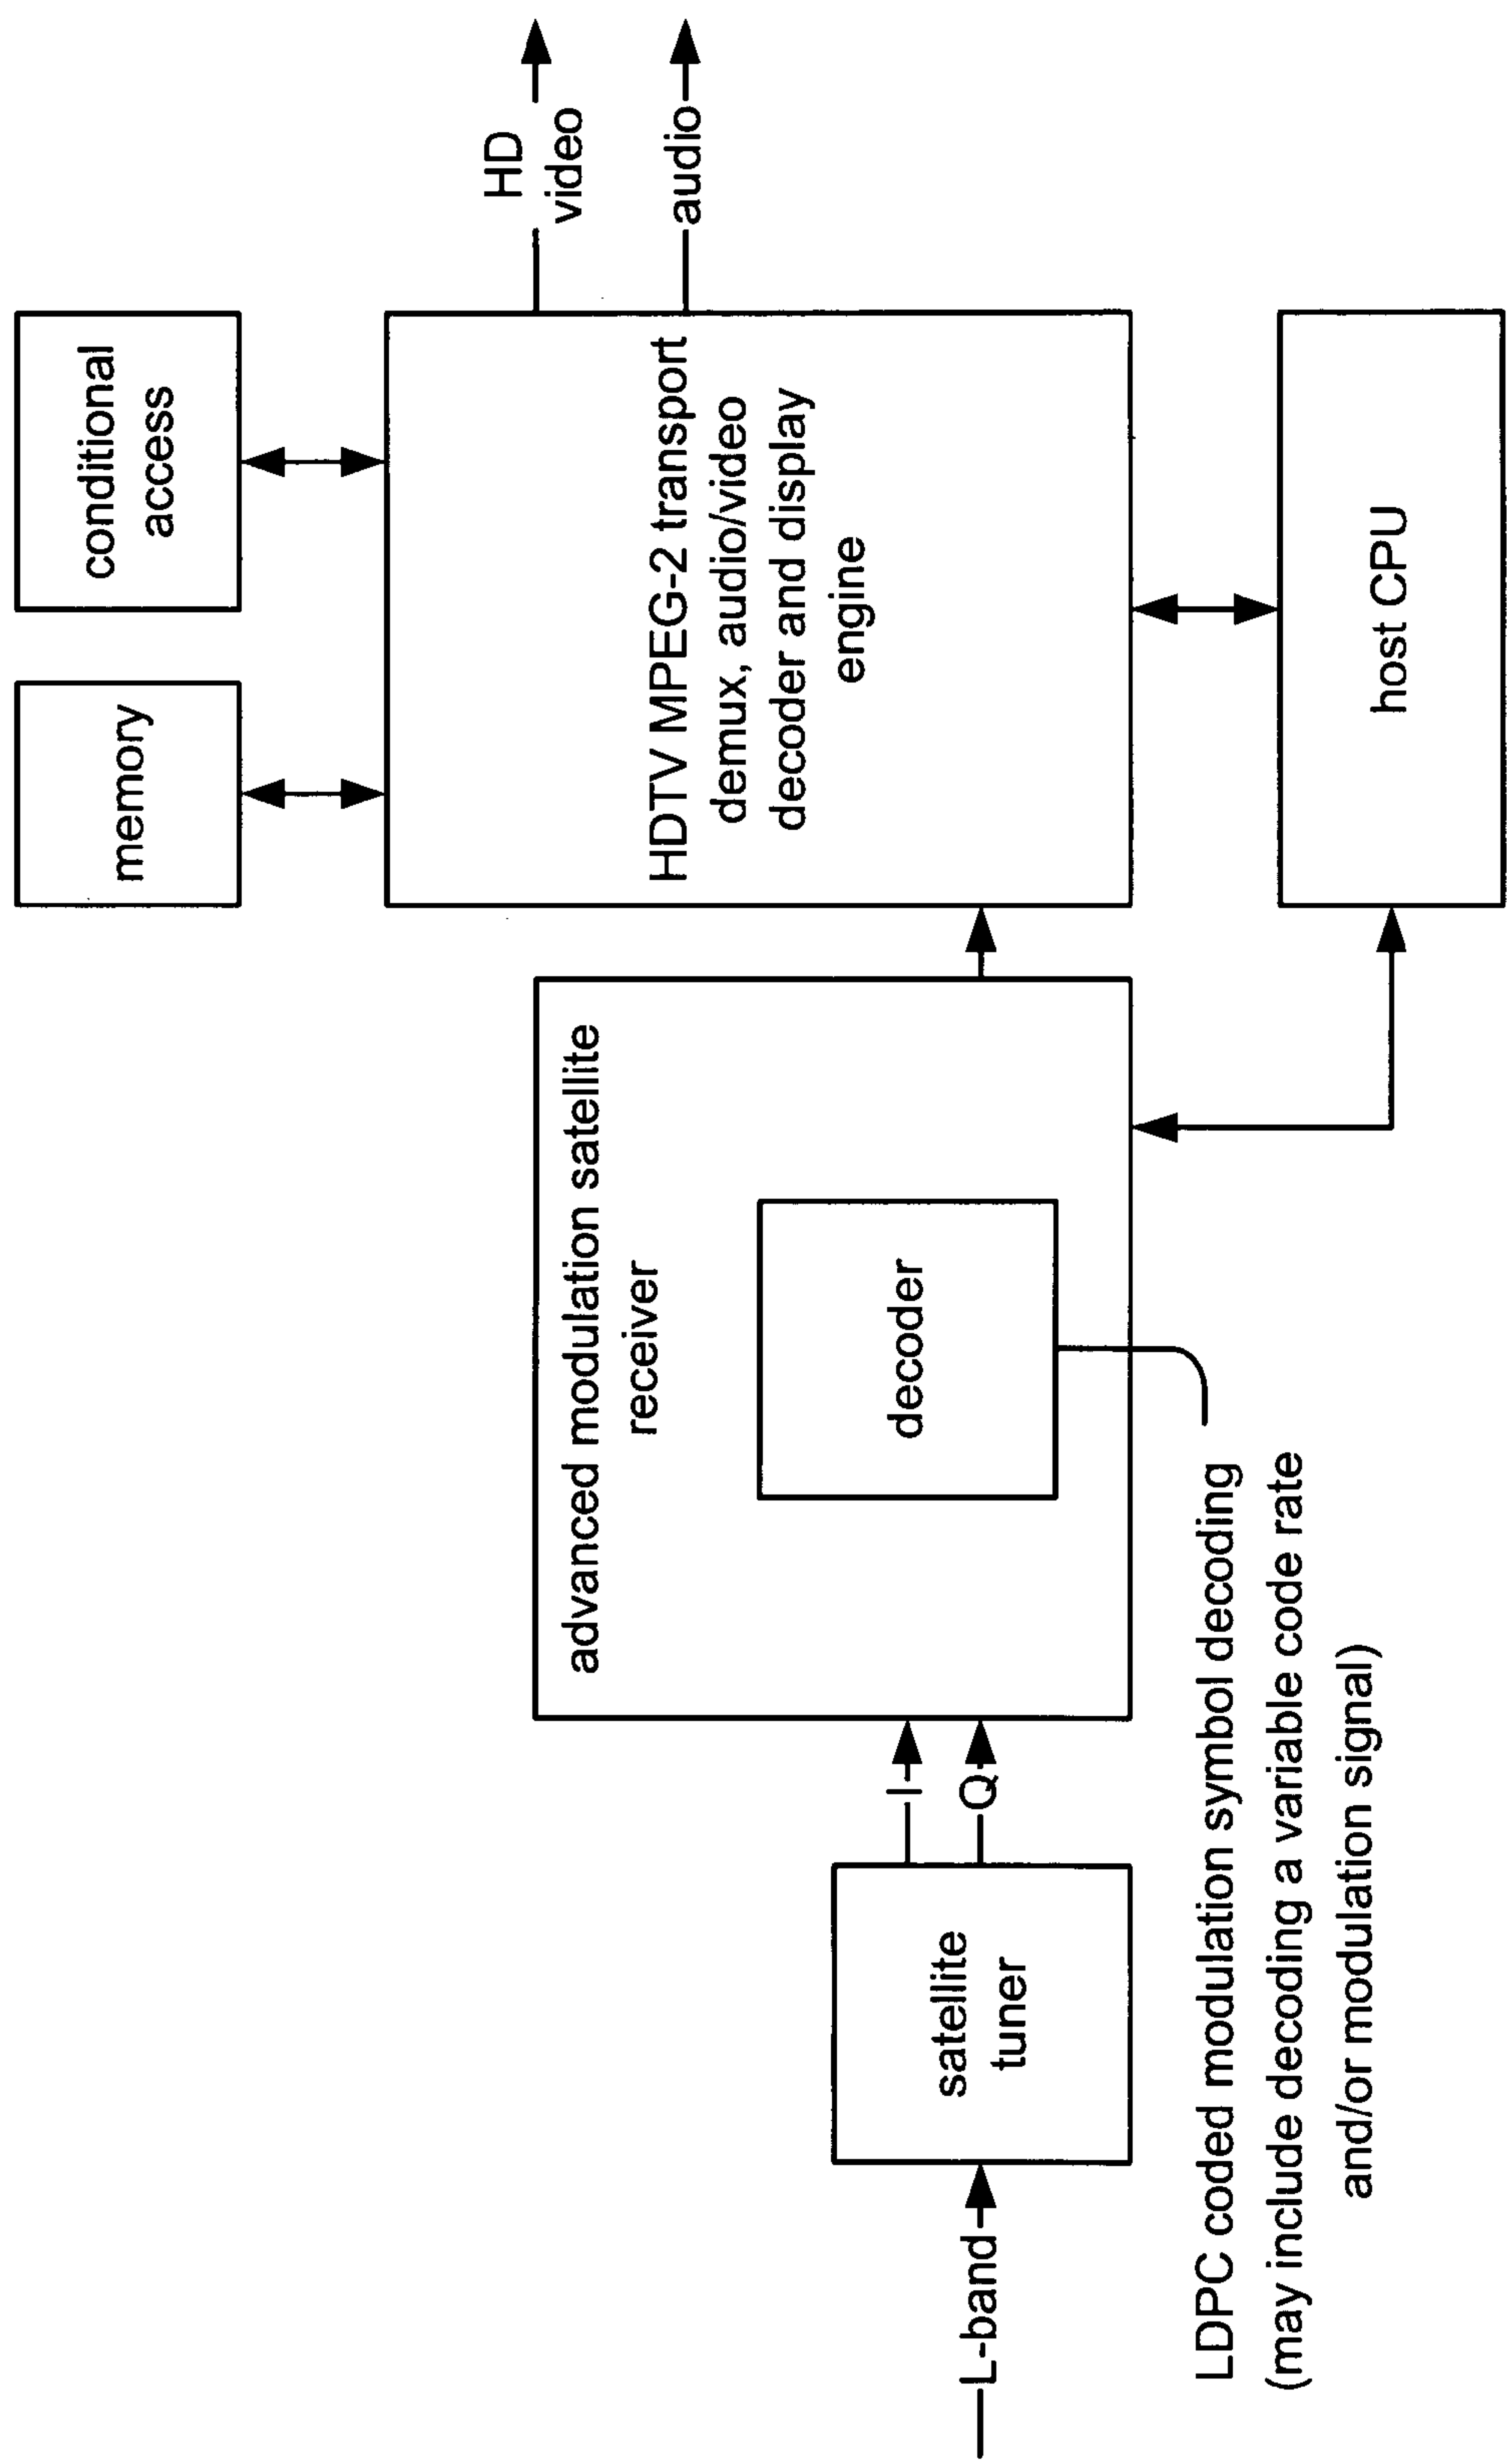 L-band
satellite
tuner
I
Q
advanced modulation satellite
receiver
decoder
LDPC coded modulation symbol decoding
(may include decoding a variable code rate
and/or modulation signal)
memory
conditional
access
HDTV MPEG-2 transport
demux, audio/video
decoder and display
engine
HD
video
audio
host CPU